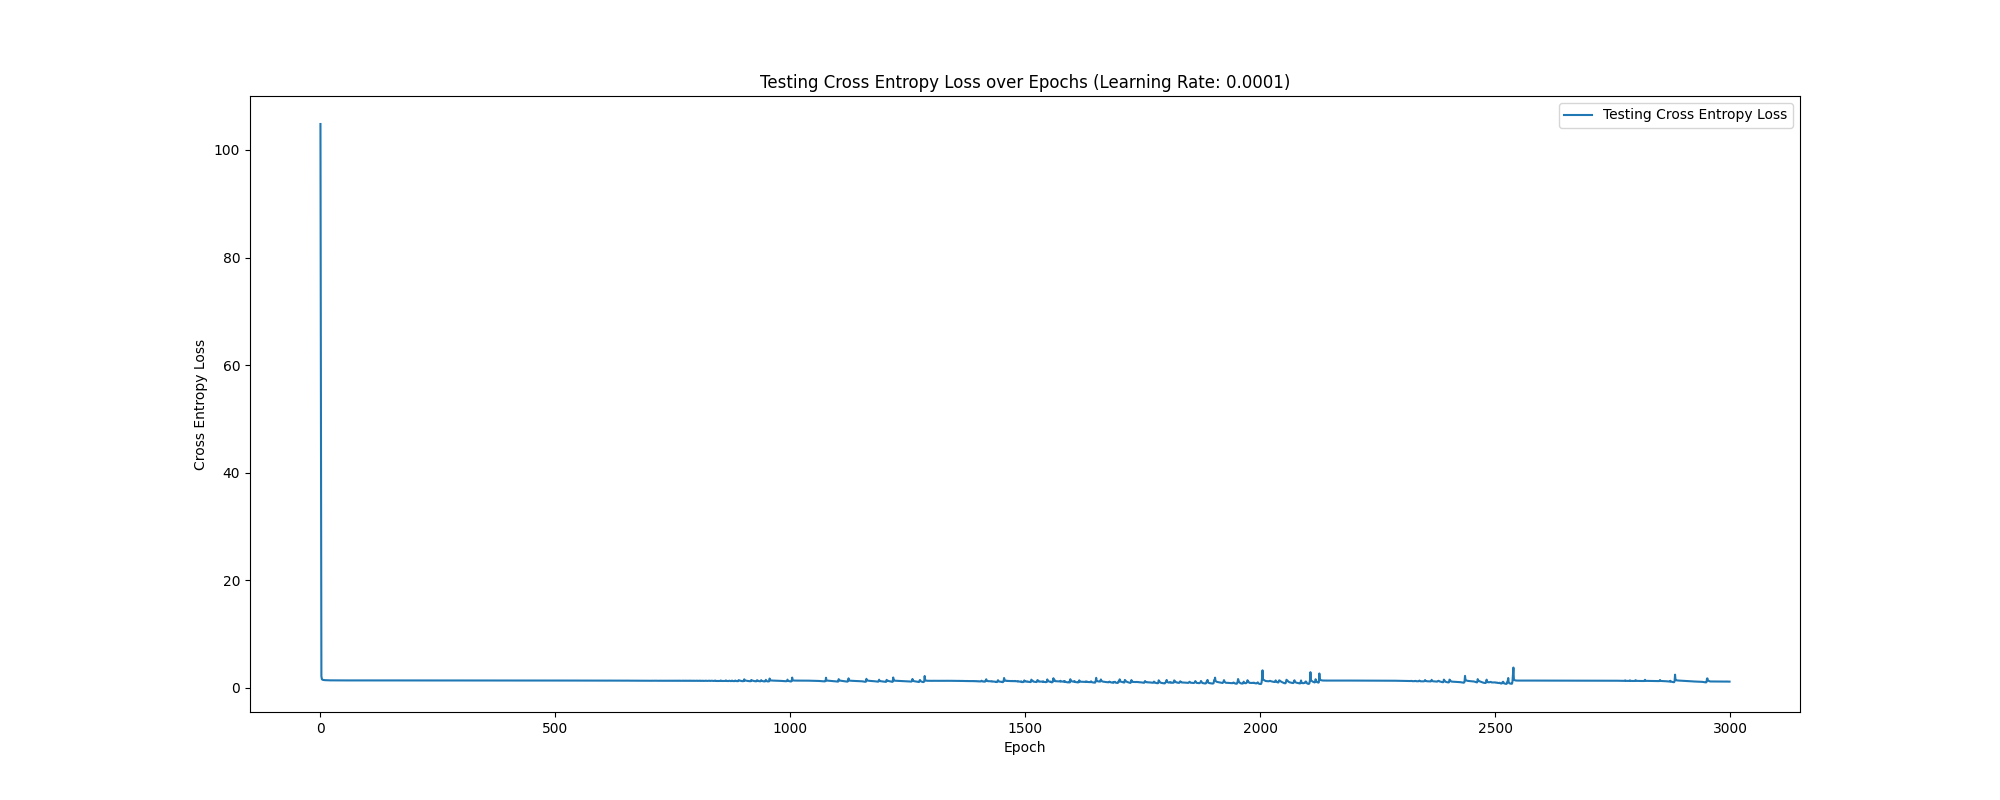 Testing Cross Entropy Loss over Epochs (Learning Rate: 0.0001)
Testing Cross Entropy Loss
100
80
60
40
20
0
Cross Entropy Loss
0 500 1000 1500 2000 2500 3000
Epoch